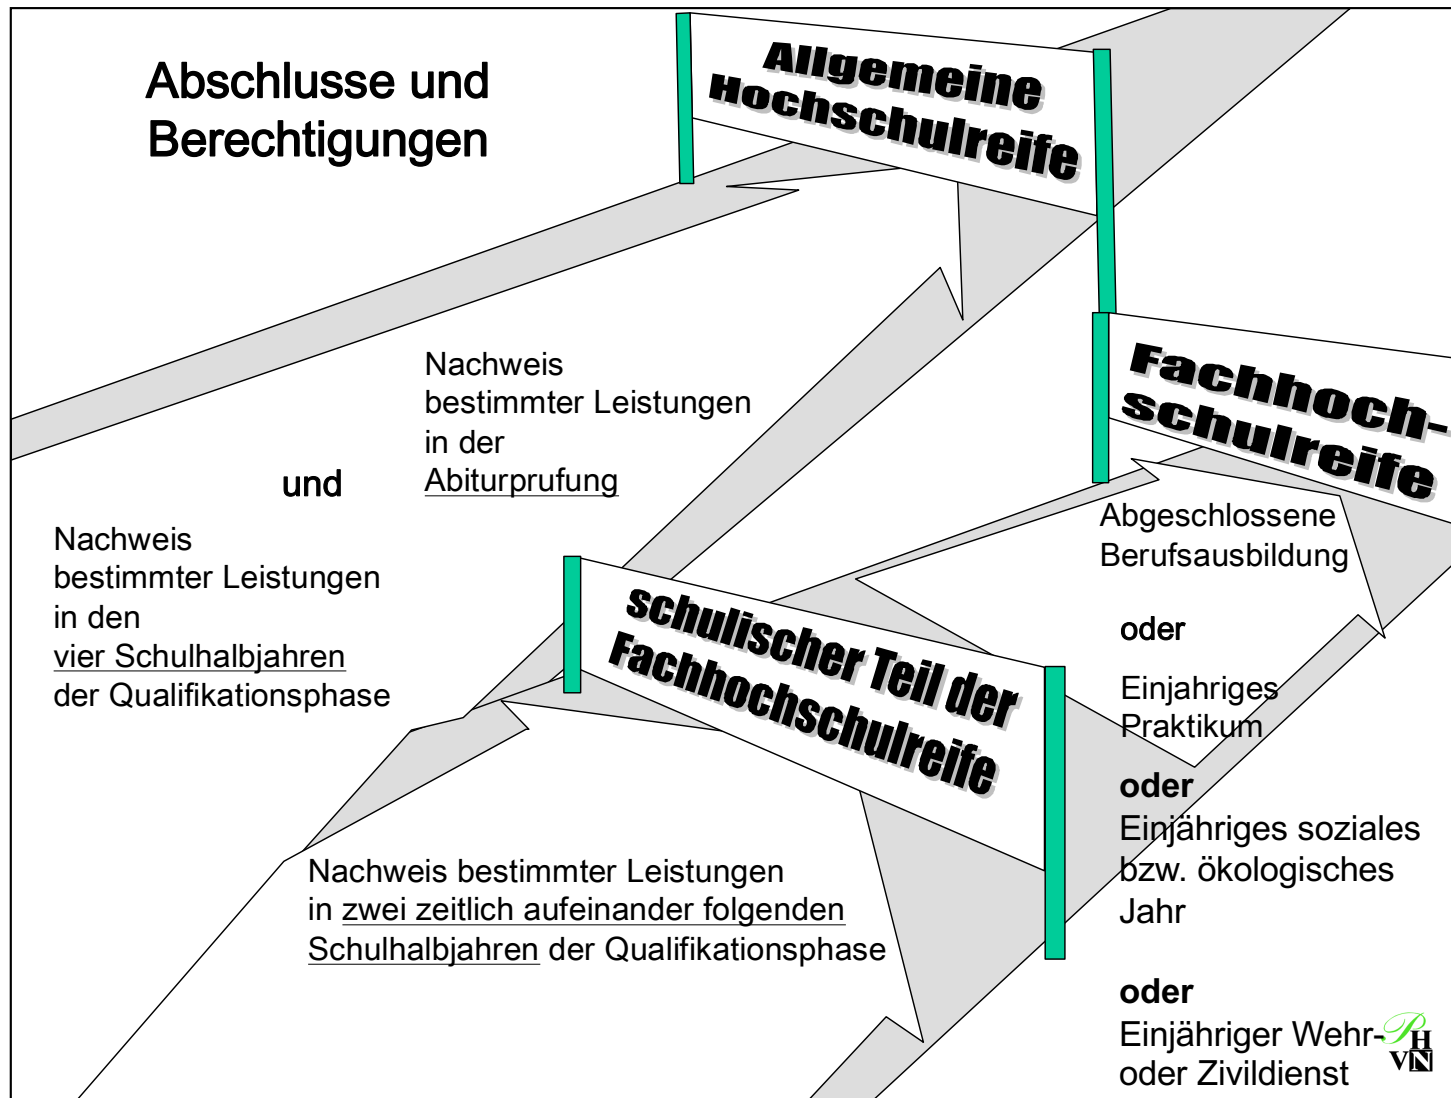 Abschlusse und
Berechtigungen
Allgemeine
Hochschulreife
Nachweis
bestimmter Leistungen
in der
Abiturprufung
und
Nachweis
bestimmter Leistungen
in den
vier Schulhalbjahren
der Qualifikationsphase
Fachhoch-
schulreife
Abgeschlossene
Berufsausbildung
oder
Einjahriges
Praktikum
oder
Einjähriges soziales
bzw. ökologisches
Jahr
oder
Einjähriger Wehr-
oder Zivildienst
schulischer Teil der
Fachhochschulreife
Nachweis bestimmter Leistungen
in zwei zeitlich aufeinander folgenden
Schulhalbjahren der Qualifikationsphase
PH
VN